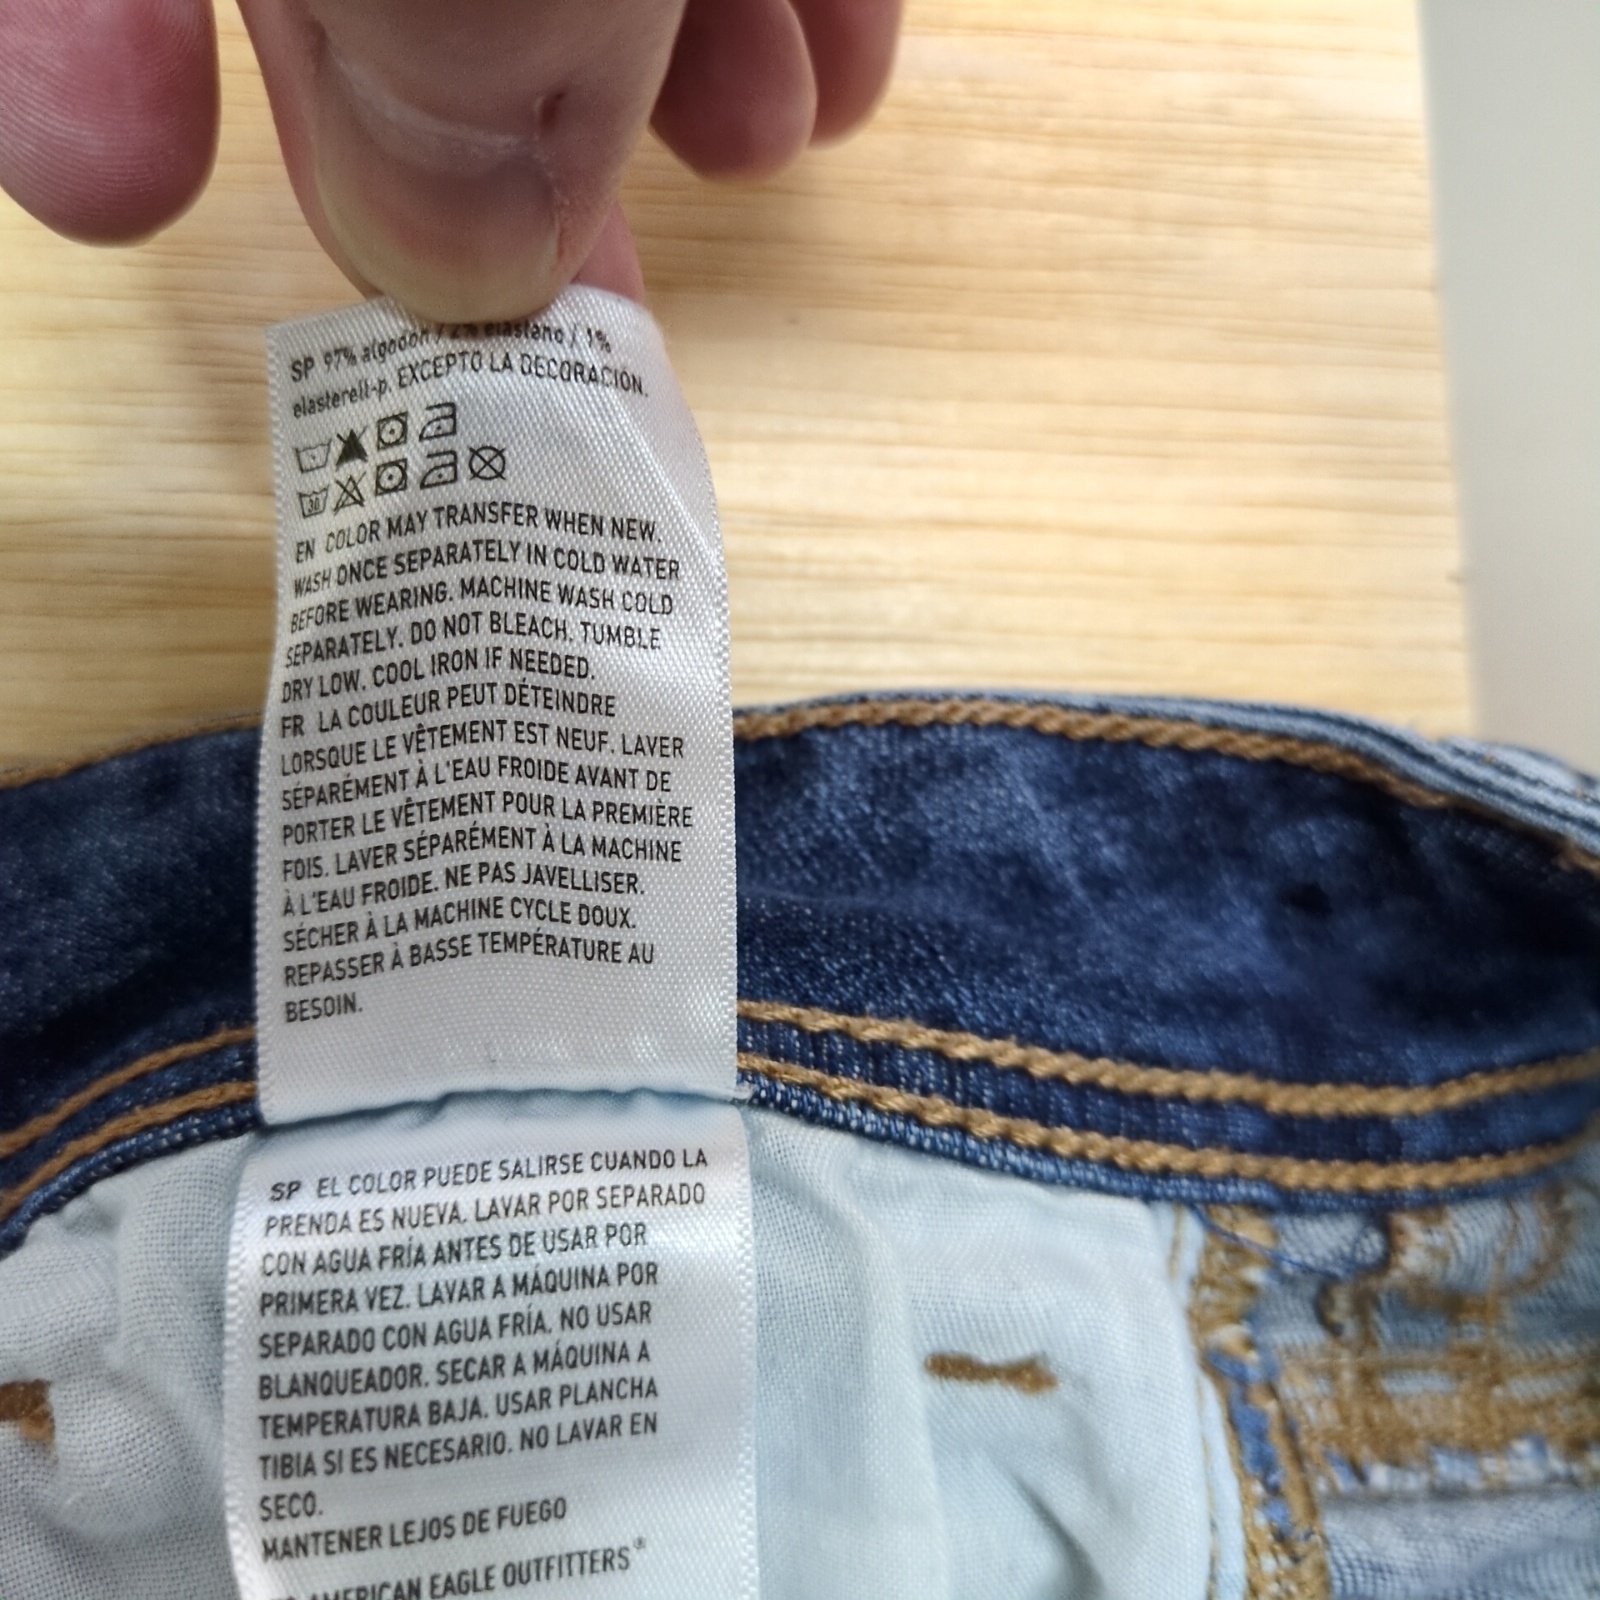 SP 97% algodón / 2% elastano / 1%
elasterell-p. EXCEPTO LA DECORACIÓN.
30
EN COLOR MAY TRANSFER WHEN NEW.
WASH ONCE SEPARATELY IN COLD WATER
BEFORE WEARING. MACHINE WASH COLD
SEPARATELY. DO NOT BLEACH. TUMBLE
DRY LOW. COOL IRON IF NEEDED.
FR LA COULEUR PEUT DÉTEINDRE
LORSQUE LE VÊTEMENT EST NEUF. LAVER
SÉPARÉMENT À L'EAU FROIDE AVANT DE
PORTER LE VÊTEMENT POUR LA PREMIÈRE
FOIS. LAVER SÉPARÉMENT À LA MACHINE
À L'EAU FROIDE. NE PAS JAVELLISER.
SÉCHER À LA MACHINE CYCLE DOUX.
REPASSER À BASSE TEMPÉRATURE AU
BESOIN.
SP EL COLOR PUEDE SALIRSE CUANDO LA
PRENDA ES NUEVA. LAVAR POR SEPARADO
CON AGUA FRÍA ANTES DE USAR POR
PRIMERA VEZ. LAVAR A MÁQUINA POR
SEPARADO CON AGUA FRÍA. NO USAR
BLANQUEADOR. SECAR A MÁQUINA A
TEMPERATURA BAJA. USAR PLANCHA
TIBIA SI ES NECESARIO. NO LAVAR EN
SECO.
MANTENER LEJOS DE FUEGO
AMERICAN EAGLE OUTFITTERS®